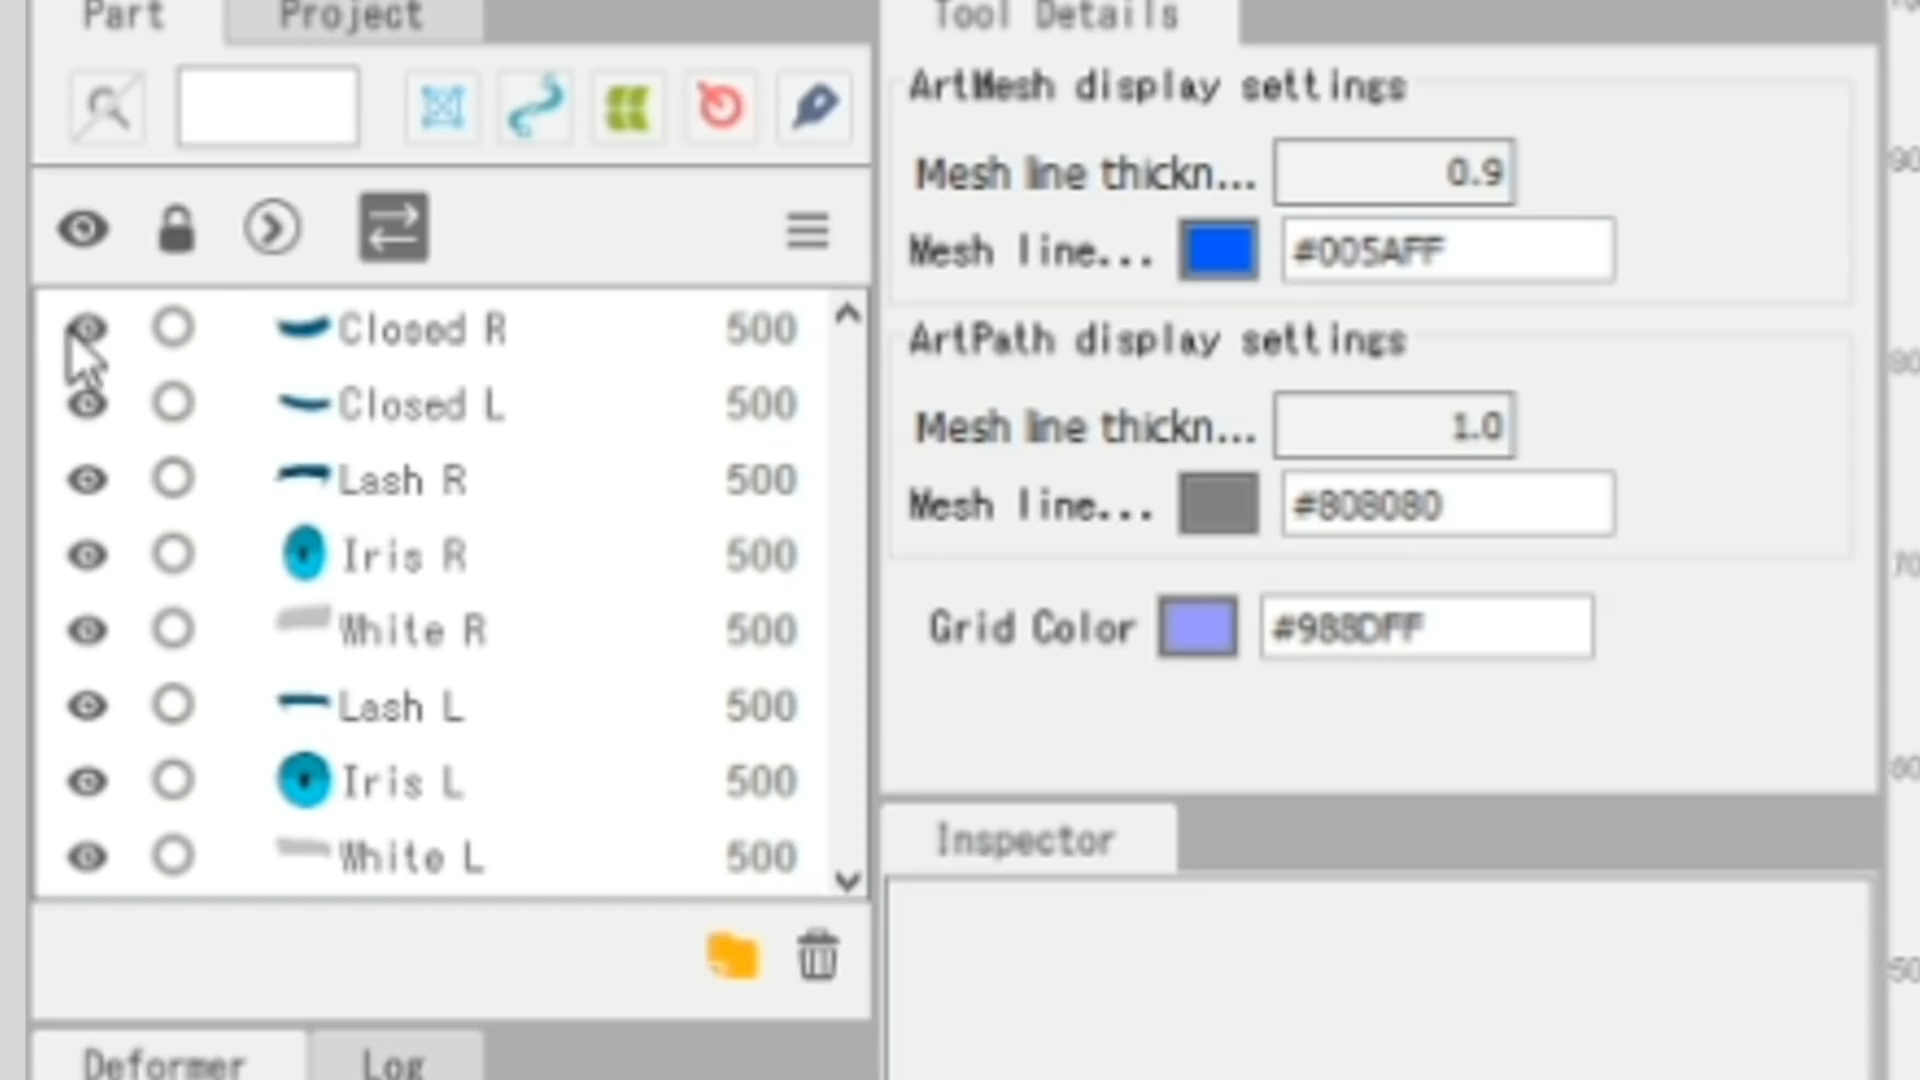 Part
Project
Tool Details
ArtMesh display settings
Mesh line thickn...
0.9
Mesh line...
#005AFF
ArtPath display settings
Mesh line thickn...
1.0
Mesh line...
#808080
Grid Color
#988DFF
Closed R 500
Closed L 500
Lash R 500
Iris R 500
White R 500
Lash L 500
Iris L 500
White L 500
Inspector
Deformer
Log